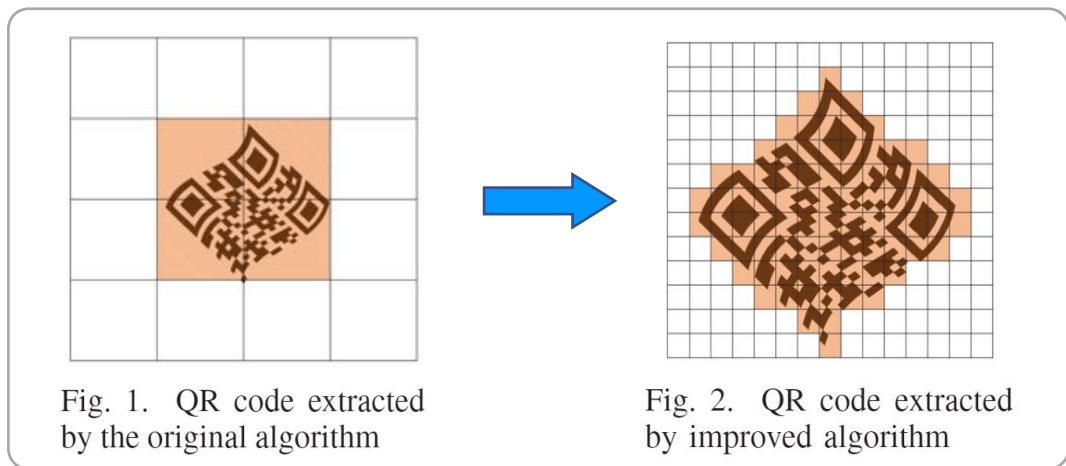 Fig. 1. QR code extracted
by the original algorithm
Fig. 2. QR code extracted
by improved algorithm